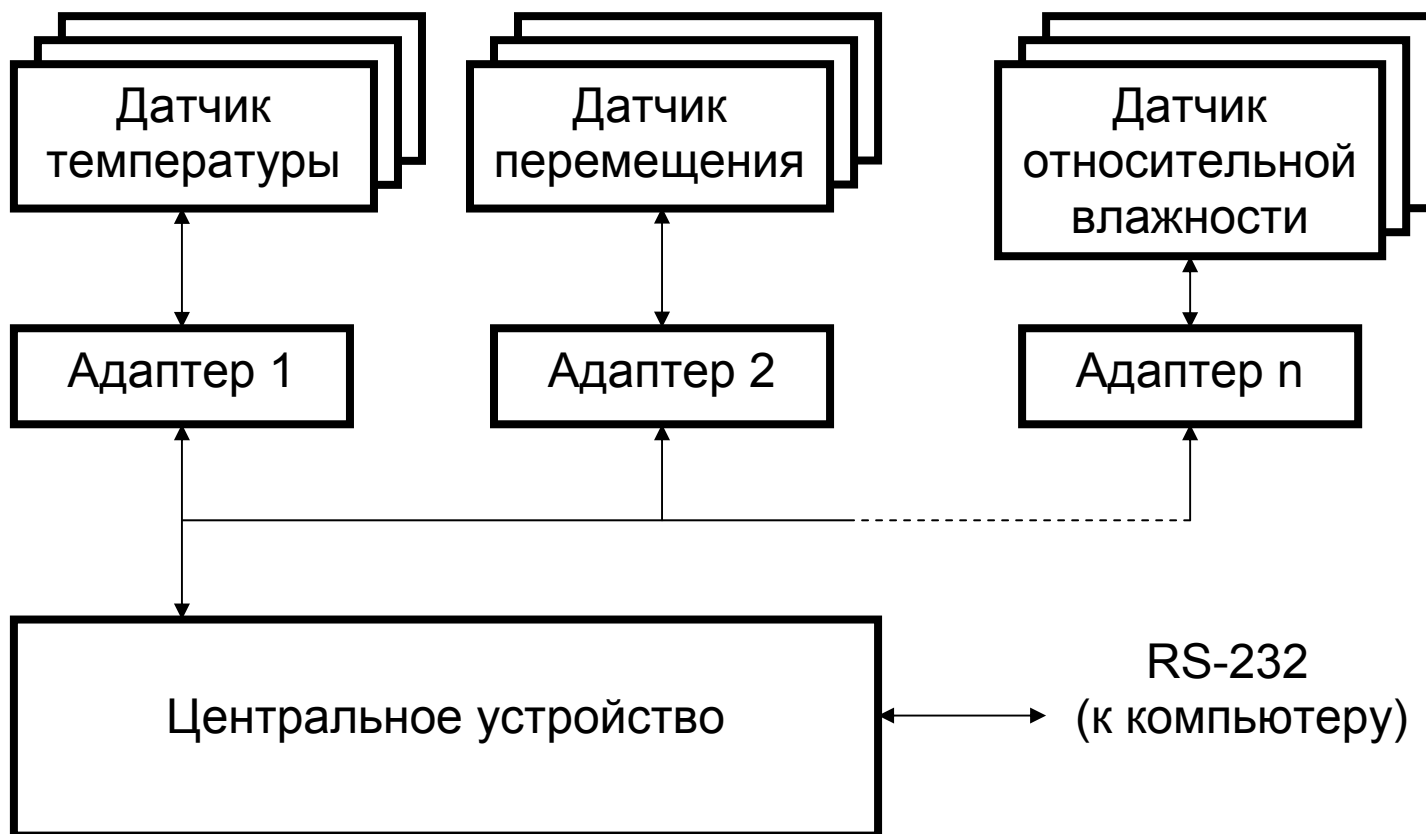 Датчик
температуры
Датчик
перемещения
Датчик
относительной
влажности
Адаптер 1
Адаптер 2
Адаптер n
Центральное устройство
RS-232
(к компьютеру)